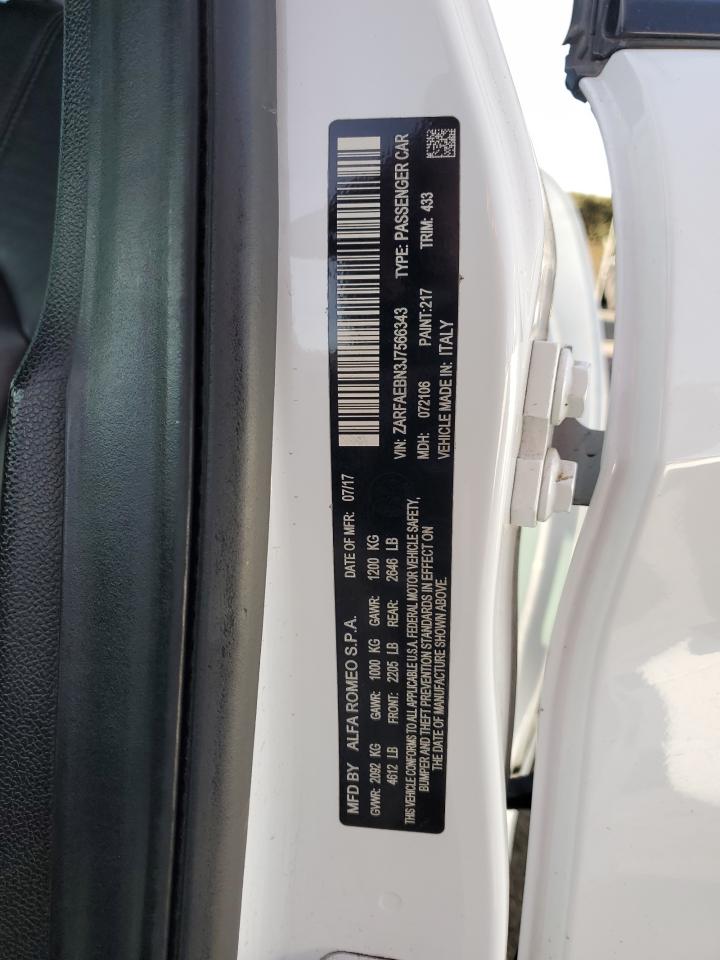 MFD BY ALFA ROMEO S.P.A. DATE OF MFR: 07/17
GVWR: 2092 KG GAWR: 1000 KG GAWR: 1200 KG
4612 LB FRONT: 2205 LB REAR: 2646 LB
THIS VEHICLE CONFORMS TO ALL APPLICABLE U.S.A. FEDERAL MOTOR VEHICLE SAFETY,
BUMPER AND THEFT PREVENTION STANDARDS IN EFFECT ON
THE DATE OF MANUFACTURE SHOWN ABOVE.
VIN: ZARFAEBN3J7566343 TYPE: PASSENGER CAR
MDH: 072106 PAINT:217 TRIM: 433
VEHICLE MADE IN: ITALY